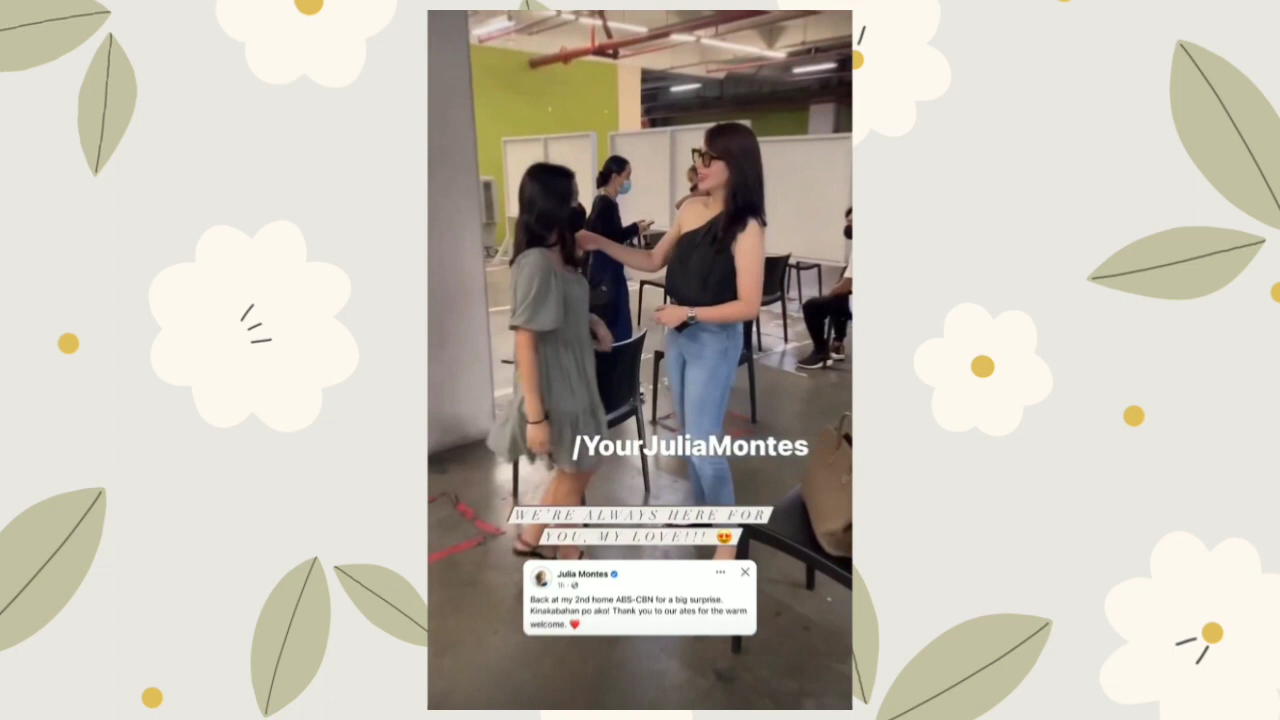 /YourJuliaMontes
WE'RE ALWAYS HERE FOR
YOU, MY LOVE!!! 😍
Julia Montes
1h ·
Back at my 2nd home ABS-CBN for a big surprise.
Kinakabahan po ako! Thank you to our ates for the warm
welcome. ❤️